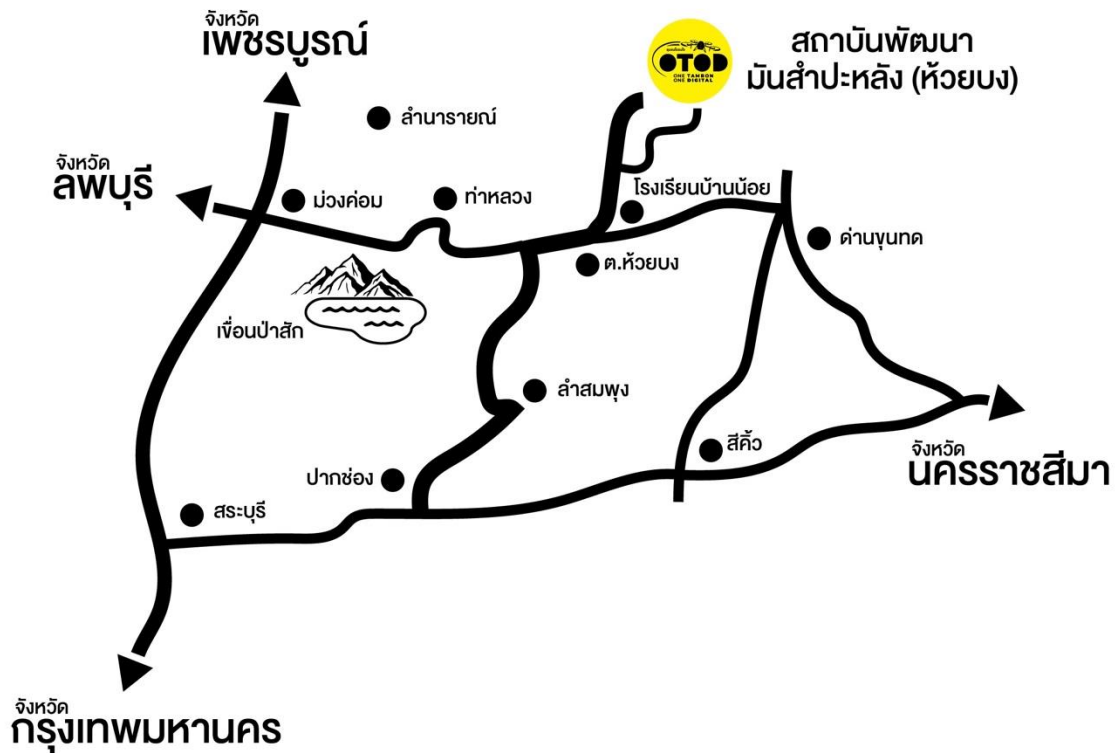 จังหวัด
เพชรบูรณ์
OTOD
ONE TAMBON
ONE DIGITAL
สถาบันพัฒนา
มันสำปะหลัง (ห้วยบง)
ลำนารายณ์
จังหวัด
ลพบุรี
ม่วงค่อม
ท่าหลวง
โรงเรียนบ้านน้อย
ด่านขุนทด
ต.ห้วยบง
เขื่อนป่าสัก
ลำสมพุง
สีคิ้ว
จังหวัด
นครราชสีมา
ปากช่อง
สระบุรี
จังหวัด
กรุงเทพมหานคร